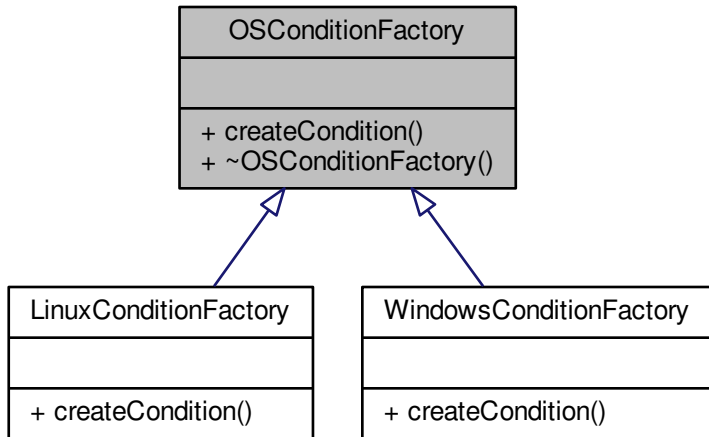 OSConditionFactory
+ createCondition()
+ ~OSConditionFactory()
LinuxConditionFactory
+ createCondition()
WindowsConditionFactory
+ createCondition()